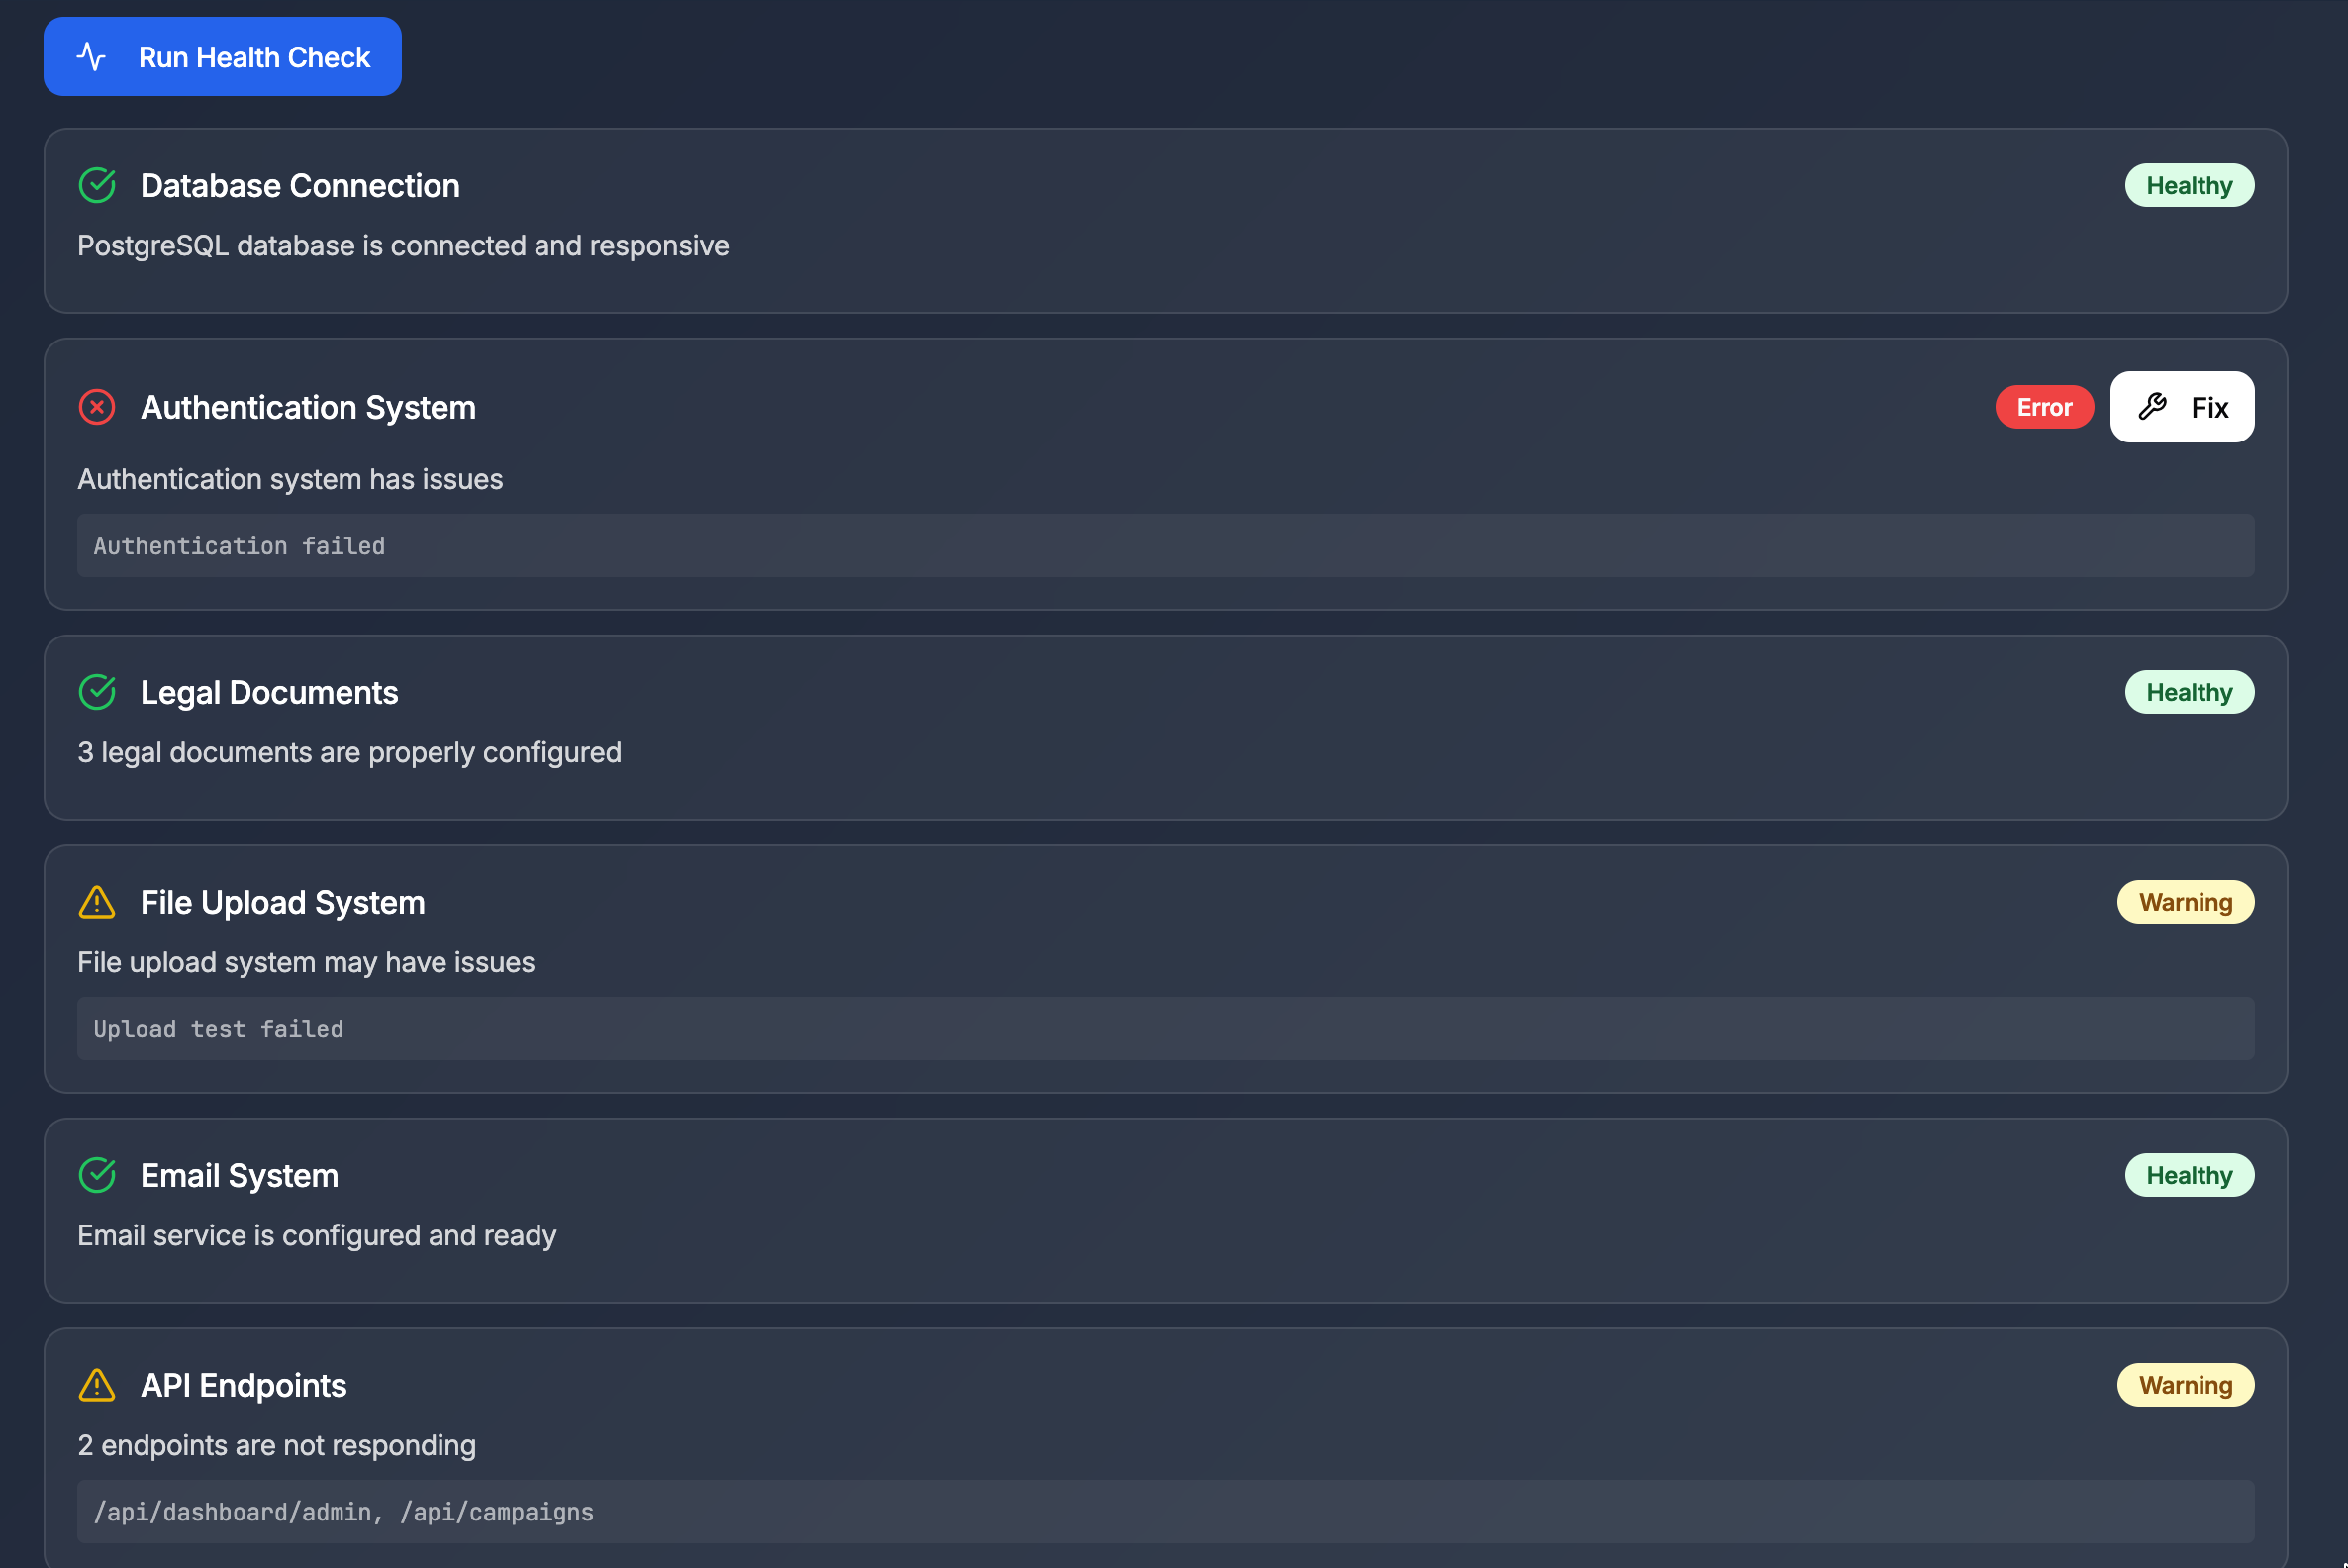 Run Health Check
Database Connection
Healthy
PostgreSQL database is connected and responsive
Authentication System
Error
Fix
Authentication system has issues
Authentication failed
Legal Documents
Healthy
3 legal documents are properly configured
File Upload System
Warning
File upload system may have issues
Upload test failed
Email System
Healthy
Email service is configured and ready
API Endpoints
Warning
2 endpoints are not responding
/api/dashboard/admin, /api/campaigns